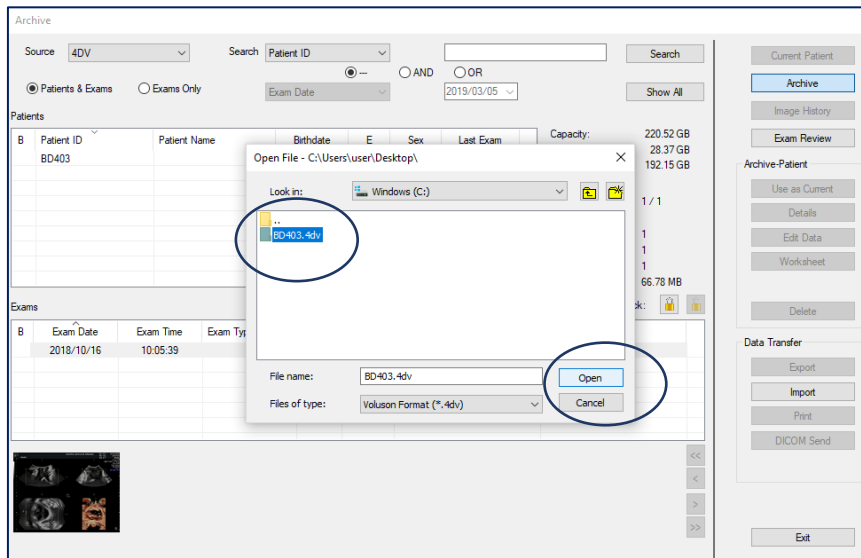 Archive
Source 4DV Search Patient ID Search
-- AND OR
Patients & Exams Exams Only Exam Date 2019/03/05 Show All
Patients
B Patient ID Patient Name Birthdate E Sex Last Exam
BD403
Capacity: 220.52 GB
28.37 GB
192.15 GB
1 / 1
1
1
1
66.78 MB
Open File - C:\Users\user\Desktop\
Look in: Windows (C:)
..
BD403.4dv
File name: BD403.4dv Open
Files of type: Voluson Format (*.4dv) Cancel
Exams
B Exam Date Exam Time Exam Typ
2018/10/16 10:05:39
<<
<
>
>>
Current Patient
Archive
Image History
Exam Review
Archive-Patient
Use as Current
Details
Edit Data
Worksheet
Delete
Data Transfer
Export
Import
Print
DICOM Send
Exit